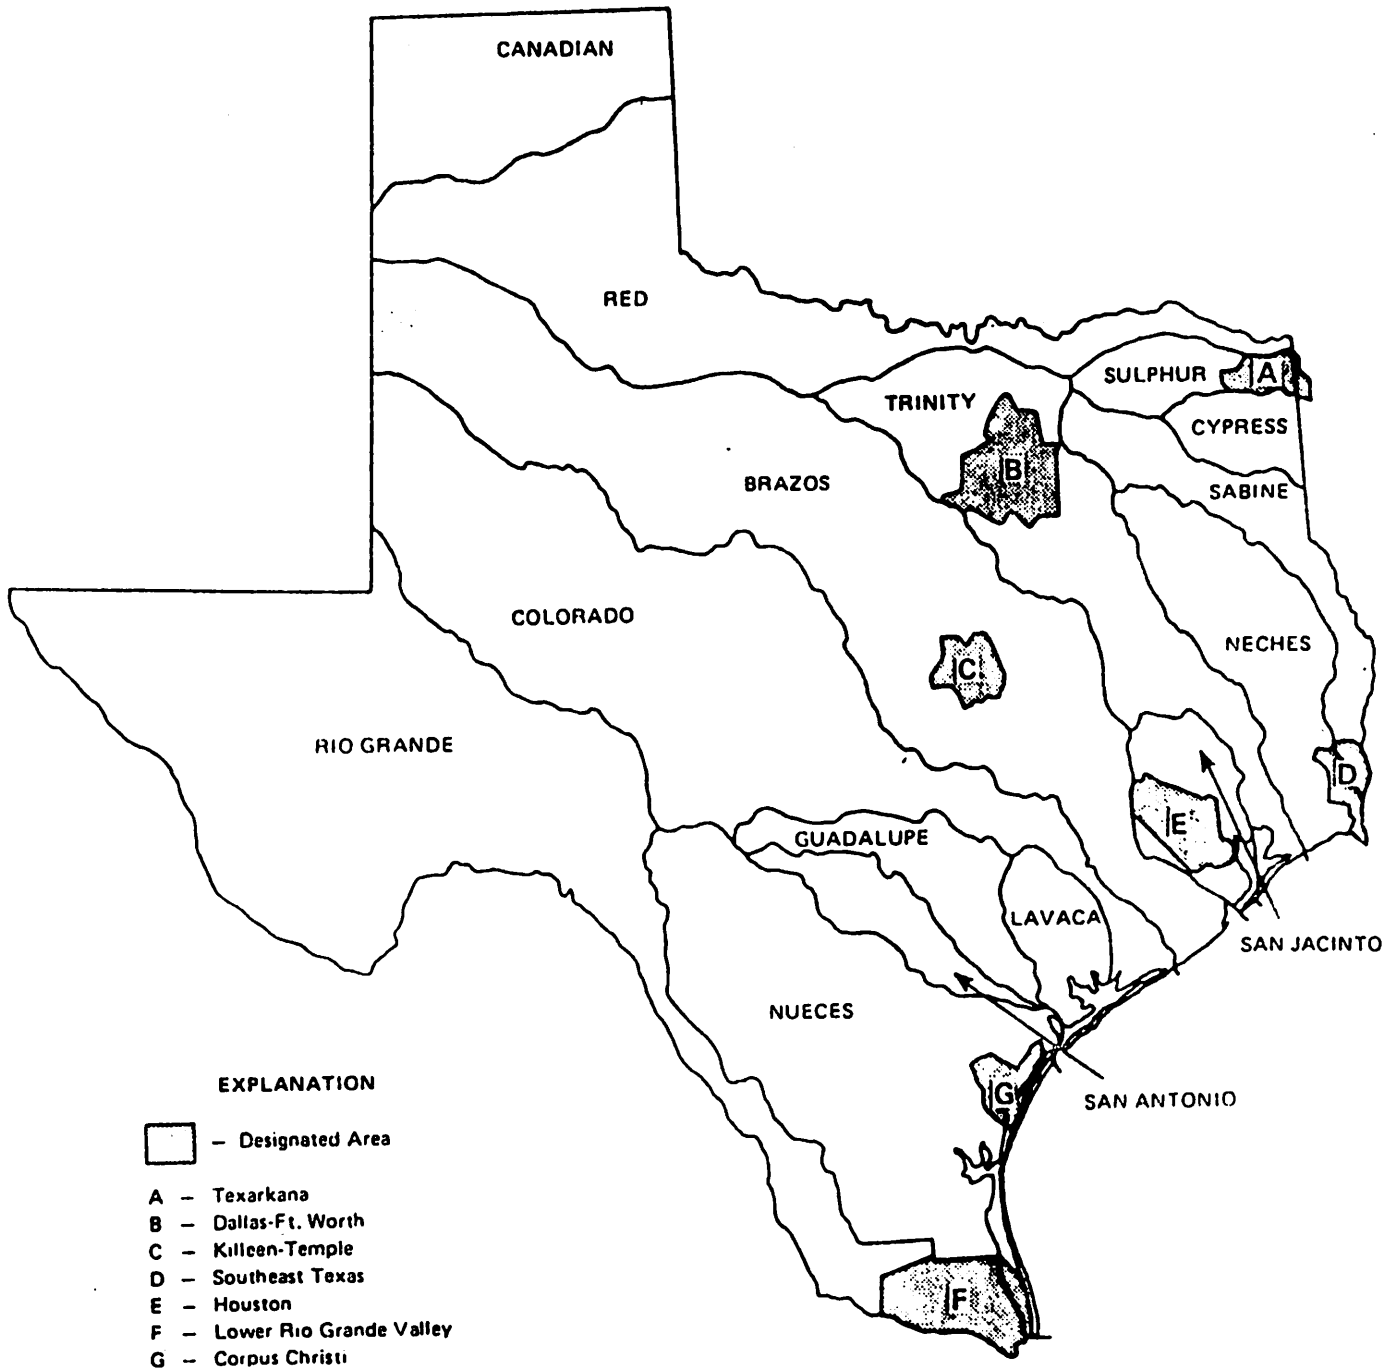 CANADIAN
RED
SULPHUR
A
TRINITY
CYPRESS
B
BRAZOS
SABINE
COLORADO
NECHES
C
RIO GRANDE
D
E
GUADALUPE
LAVACA
SAN JACINTO
NUECES
G
SAN ANTONIO
F
EXPLANATION
– Designated Area
A – Texarkana
B – Dallas-Ft. Worth
C – Killeen-Temple
D – Southeast Texas
E – Houston
F – Lower Rio Grande Valley
G – Corpus Christi